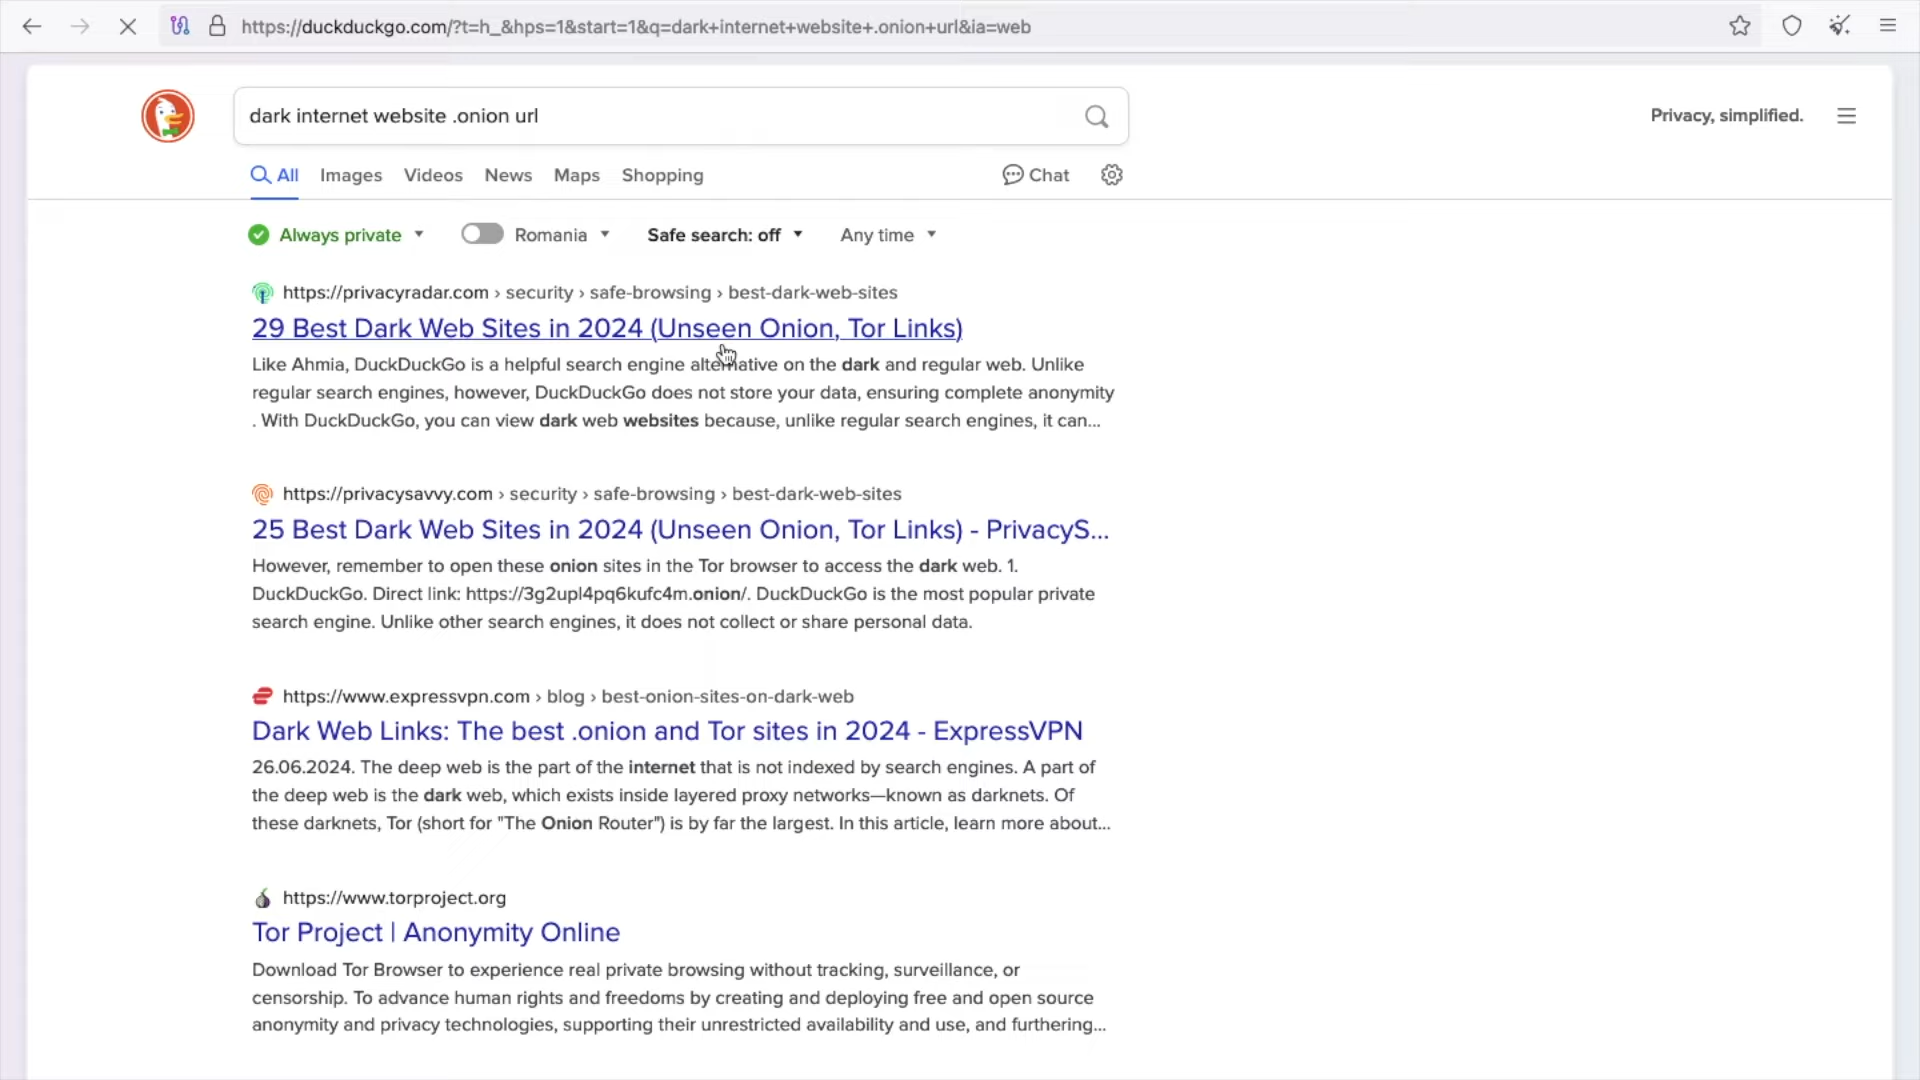 https://duckduckgo.com/?t=h_&hps=1&start=1&q=dark+internet+website+.onion+url&ia=web
dark internet website .onion url
Privacy, simplified.
All Images Videos News Maps Shopping Chat
Always private Romania Safe search: off Any time
https://privacyradar.com › security › safe-browsing › best-dark-web-sites
29 Best Dark Web Sites in 2024 (Unseen Onion, Tor Links)
Like Ahmia, DuckDuckGo is a helpful search engine alternative on the dark and regular web. Unlike
regular search engines, however, DuckDuckGo does not store your data, ensuring complete anonymity
. With DuckDuckGo, you can view dark web websites because, unlike regular search engines, it can...
https://privacysavvy.com › security › safe-browsing › best-dark-web-sites
25 Best Dark Web Sites in 2024 (Unseen Onion, Tor Links) - PrivacyS...
However, remember to open these onion sites in the Tor browser to access the dark web. 1.
DuckDuckGo. Direct link: https://3g2upl4pq6kufc4m.onion/. DuckDuckGo is the most popular private
search engine. Unlike other search engines, it does not collect or share personal data.
https://www.expressvpn.com › blog › best-onion-sites-on-dark-web
Dark Web Links: The best .onion and Tor sites in 2024 - ExpressVPN
26.06.2024. The deep web is the part of the internet that is not indexed by search engines. A part of
the deep web is the dark web, which exists inside layered proxy networks—known as darknets. Of
these darknets, Tor (short for "The Onion Router") is by far the largest. In this article, learn more about...
https://www.torproject.org
Tor Project | Anonymity Online
Download Tor Browser to experience real private browsing without tracking, surveillance, or
censorship. To advance human rights and freedoms by creating and deploying free and open source
anonymity and privacy technologies, supporting their unrestricted availability and use, and furthering...